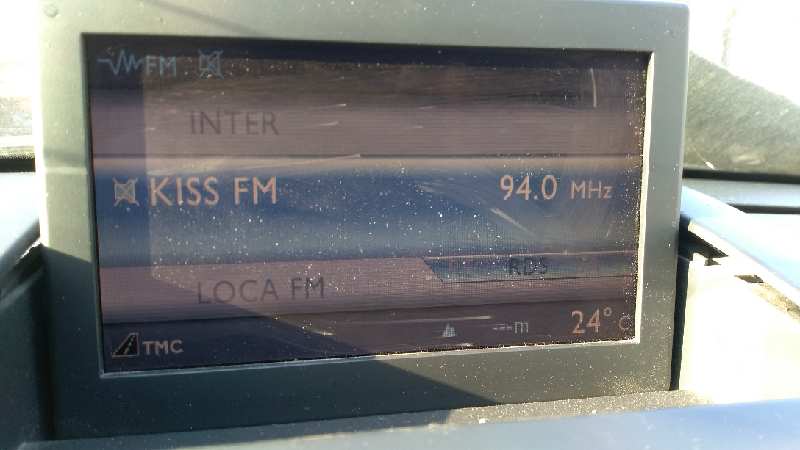 FM
INTER
KISS FM 94.0 MHz
RDS
LOCA FM
TMC ---m 24° C